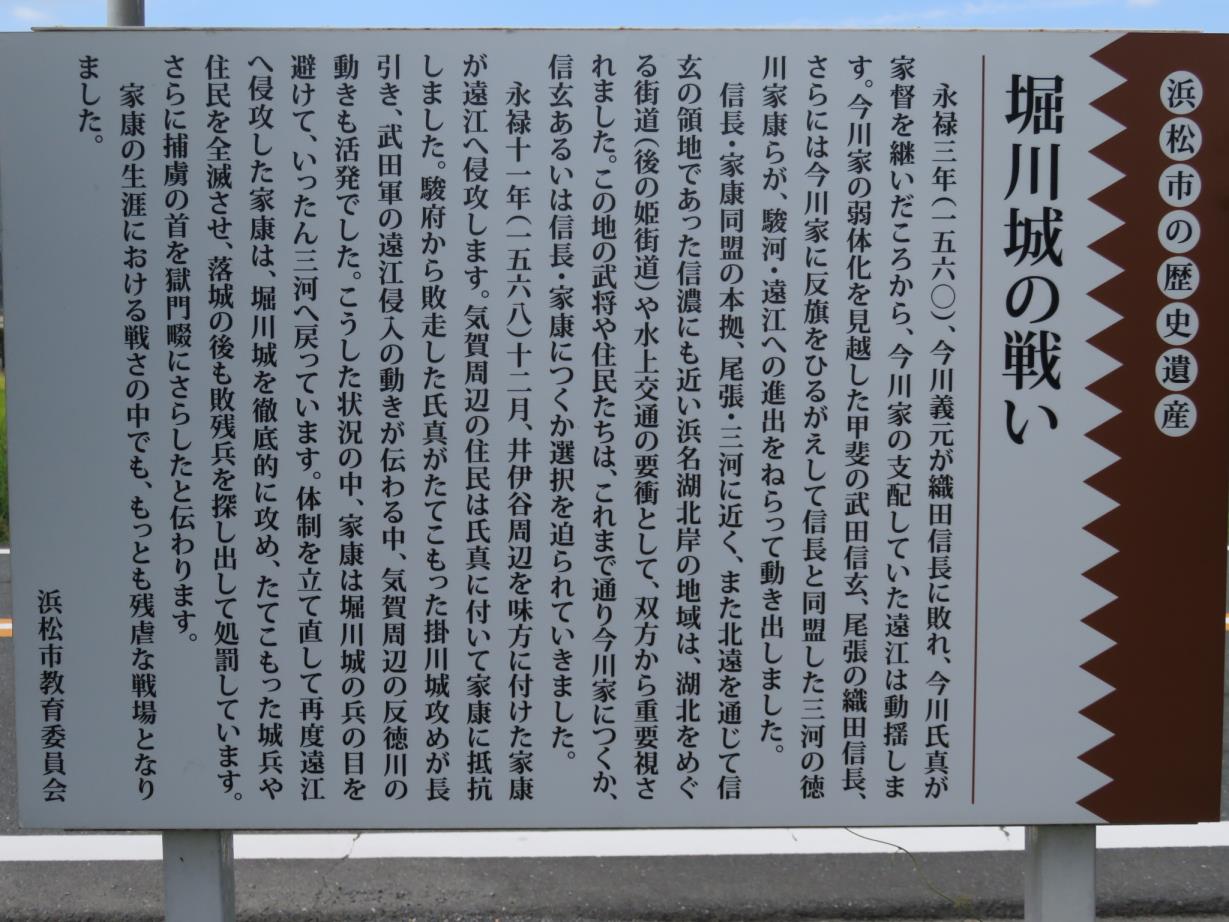 浜松市の歴史遺産
堀川城の戦い
永禄三年（一五六〇）、今川義元が織田信長に敗れ、今川氏真が
家督を継いだころから、今川家の支配していた遠江は動揺しま
す。今川家の弱体化を見越した甲斐の武田信玄、尾張の織田信長、
さらには今川家に反旗をひるがえして信長と同盟した三河の徳
川家康らが、駿河・遠江への進出をねらって動き出しました。
信長・家康同盟の本拠、尾張・三河に近く、また北遠を通じて信
玄の領地であった信濃にも近い浜名湖北岸の地域は、湖北をめぐ
る街道（後の姫街道）や水上交通の要衝として、双方から重要視さ
れました。この地の武将や住民たちは、これまで通り今川家につくか、
信玄あるいは信長・家康につくか選択を迫られていきました。
永禄十一年（一五六八）十二月、井伊谷周辺を味方に付けた家康
が遠江へ侵攻します。気賀周辺の住民は氏真に付いて家康に抵抗
しました。駿府から敗走した氏真がたてこもった掛川城攻めが長
引き、武田軍の遠江侵入の動きが伝わる中、気賀周辺の反徳川の
動きも活発でした。こうした状況の中、家康は堀川城の兵の目を
避けて、いったん三河へ戻っています。体制を立て直して再度遠江
へ侵攻した家康は、堀川城を徹底的に攻め、たてこもった城兵や
住民を全滅させ、落城の後も敗残兵を探し出して処罰しています。
さらに捕虜の首を獄門畷にさらしたと伝わります。
家康の生涯における戦さの中でも、もっとも残虐な戦場となり
ました。
浜松市教育委員会